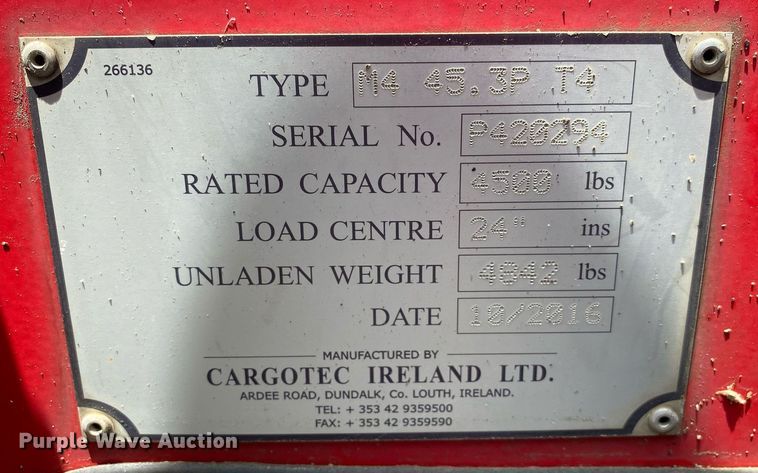 266136
TYPE M4 45.3P T4
SERIAL No. P420294
RATED CAPACITY 4500 lbs
LOAD CENTRE 24" ins
UNLADEN WEIGHT 4842 lbs
DATE 10/2016
MANUFACTURED BY
CARGOTEC IRELAND LTD.
ARDEE ROAD, DUNDALK, Co. LOUTH, IRELAND.
TEL: + 353 42 9359500
FAX: + 353 42 9359590
Purple Wave Auction